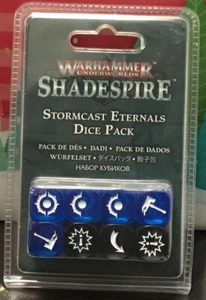 WARHAMMER
UNDERWORLDS
SHADESPIRE
STORMCAST ETERNALS
DICE PACK
PACK DE DÉS • DADI • PACK DE DADOS
WÜRFELSET • ダイスパック • 骰子包
НАБОР КУБИКОВ